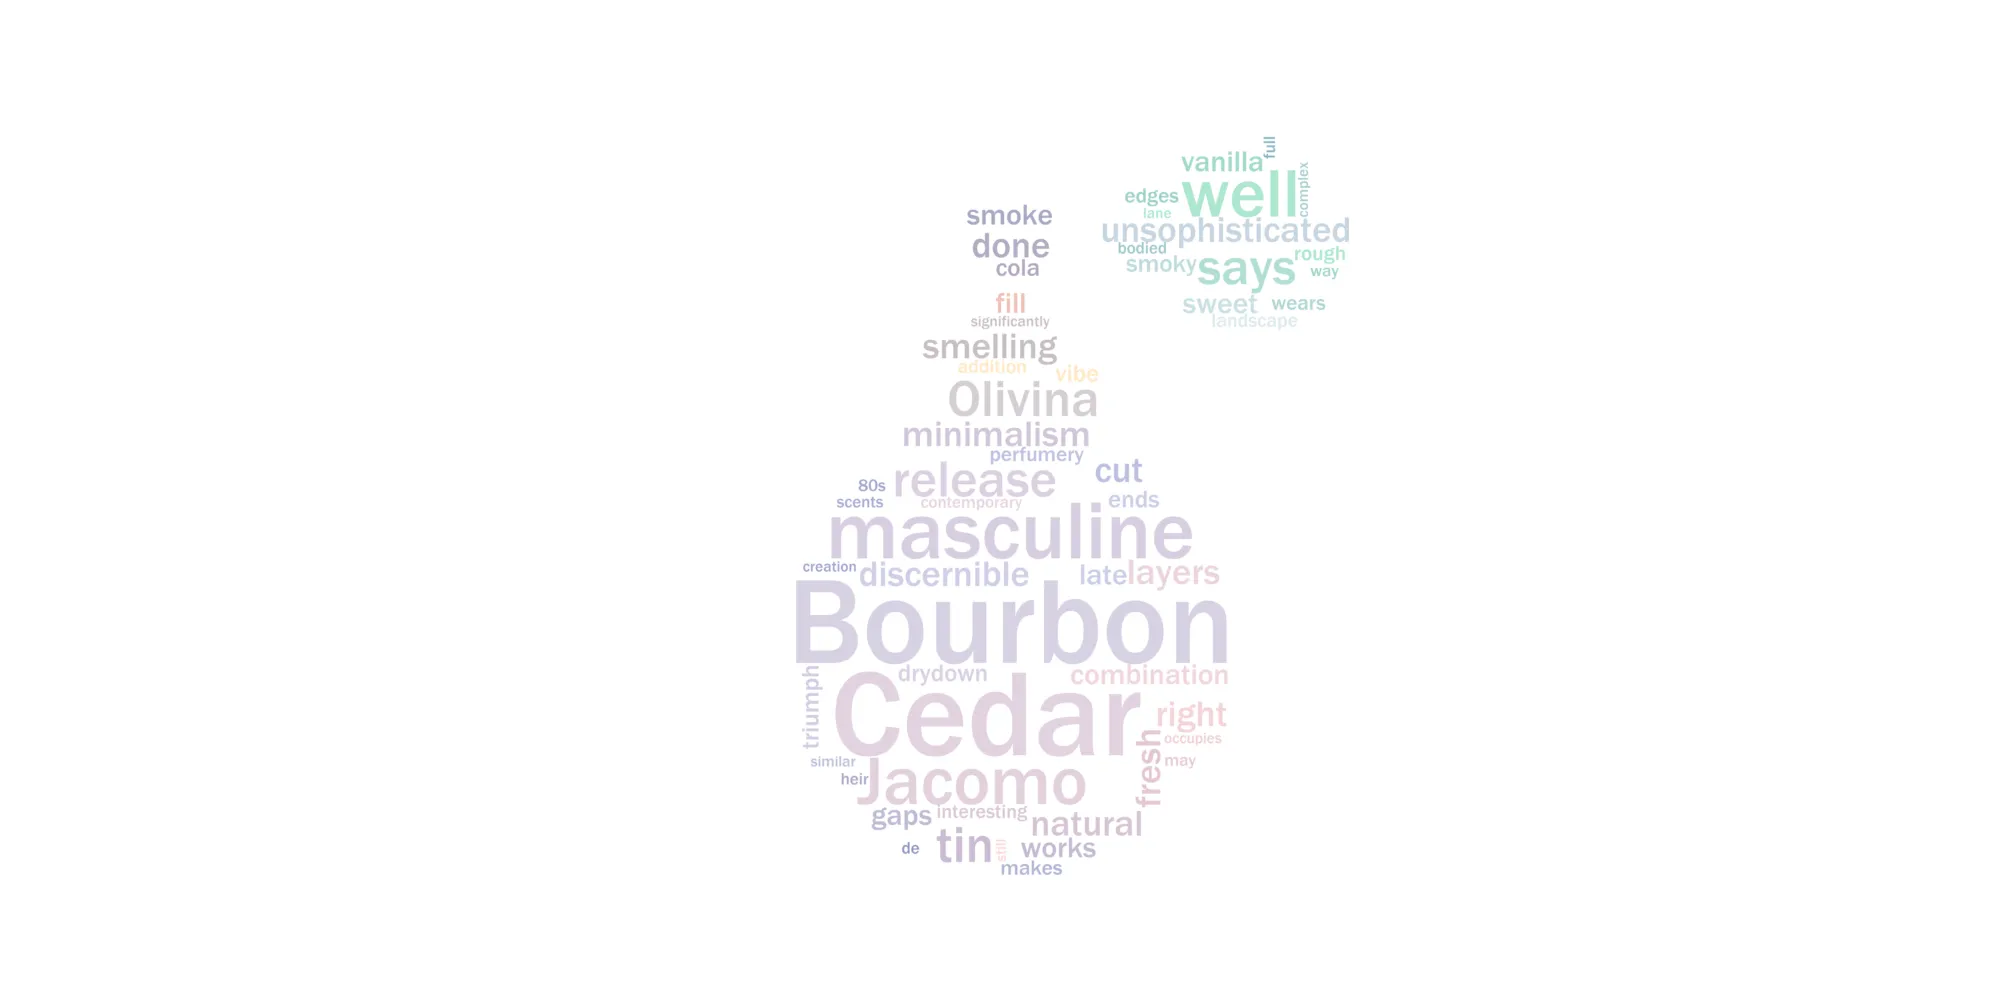 full
vanilla
well
complex
edges
lane
unsophisticated
bodied
smoky
says
rough
way
sweet
wears
landscape
smoke
done
cola
fill
significantly
smelling
addition
vibe
Olivina
minimalism
perfumery
cut
80s
release
ends
scents
contemporary
masculine
creation
discernible
late
layers
Bourbon
drydown
combination
triumph
Cedar
right
occupies
fresh
similar
may
heir
Jacomo
gaps
interesting
natural
de
tin
still
works
makes